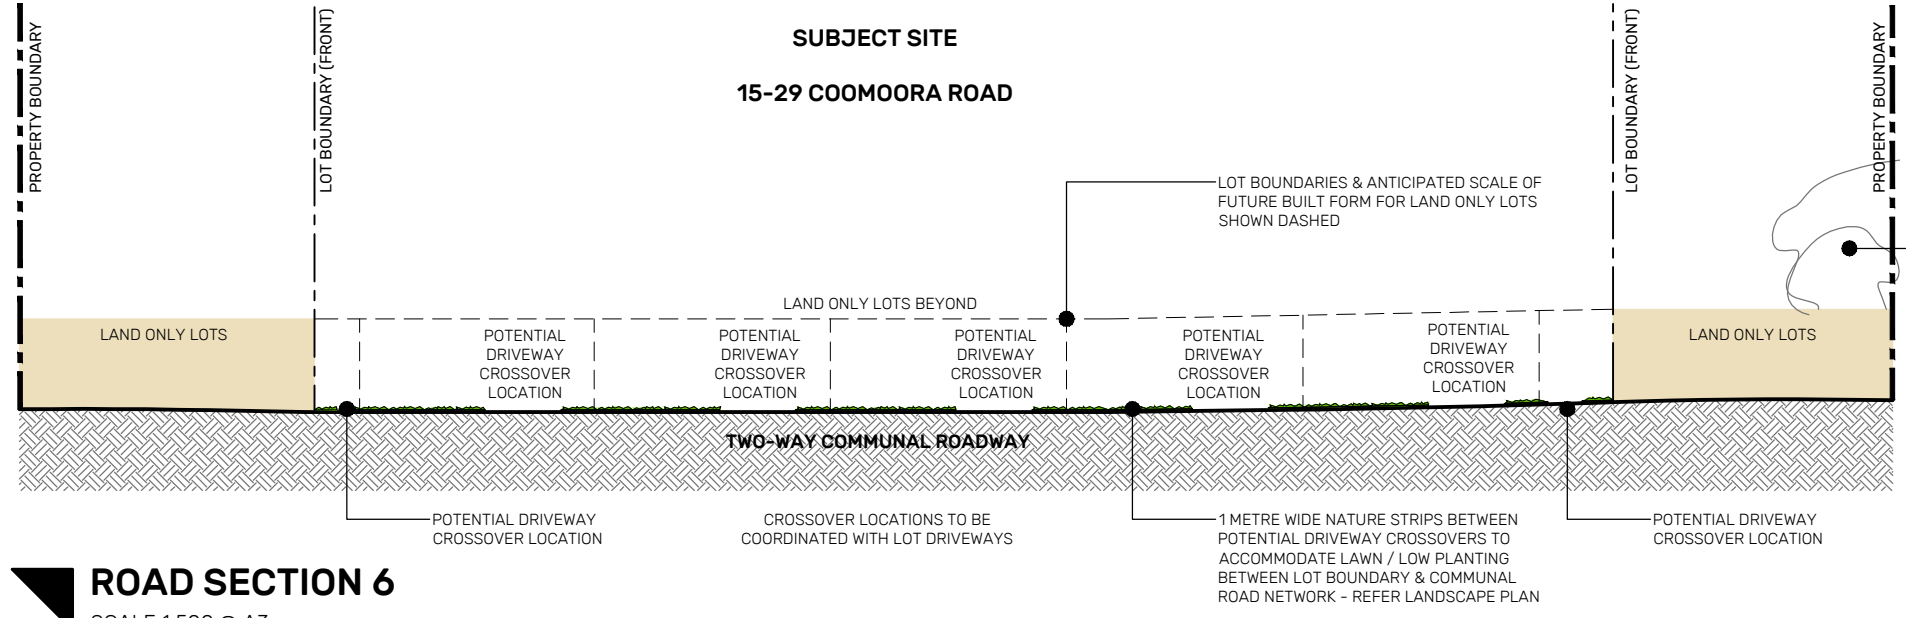 SUBJECT SITE
15-29 COOMOORA ROAD
PROPERTY BOUNDARY
LOT BOUNDARY (FRONT)
LOT BOUNDARY (FRONT)
PROPERTY BOUNDARY
LOT BOUNDARIES & ANTICIPATED SCALE OF
FUTURE BUILT FORM FOR LAND ONLY LOTS
SHOWN DASHED
LAND ONLY LOTS BEYOND
LAND ONLY LOTS
POTENTIAL
DRIVEWAY
CROSSOVER
LOCATION
POTENTIAL
DRIVEWAY
CROSSOVER
LOCATION
POTENTIAL
DRIVEWAY
CROSSOVER
LOCATION
POTENTIAL
DRIVEWAY
CROSSOVER
LOCATION
POTENTIAL
DRIVEWAY
CROSSOVER
LOCATION
LAND ONLY LOTS
TWO-WAY COMMUNAL ROADWAY
POTENTIAL DRIVEWAY
CROSSOVER LOCATION
CROSSOVER LOCATIONS TO BE
COORDINATED WITH LOT DRIVEWAYS
1 METRE WIDE NATURE STRIPS BETWEEN
POTENTIAL DRIVEWAY CROSSOVERS TO
ACCOMMODATE LAWN / LOW PLANTING
BETWEEN LOT BOUNDARY & COMMUNAL
ROAD NETWORK - REFER LANDSCAPE PLAN
POTENTIAL DRIVEWAY
CROSSOVER LOCATION
ROAD SECTION 6